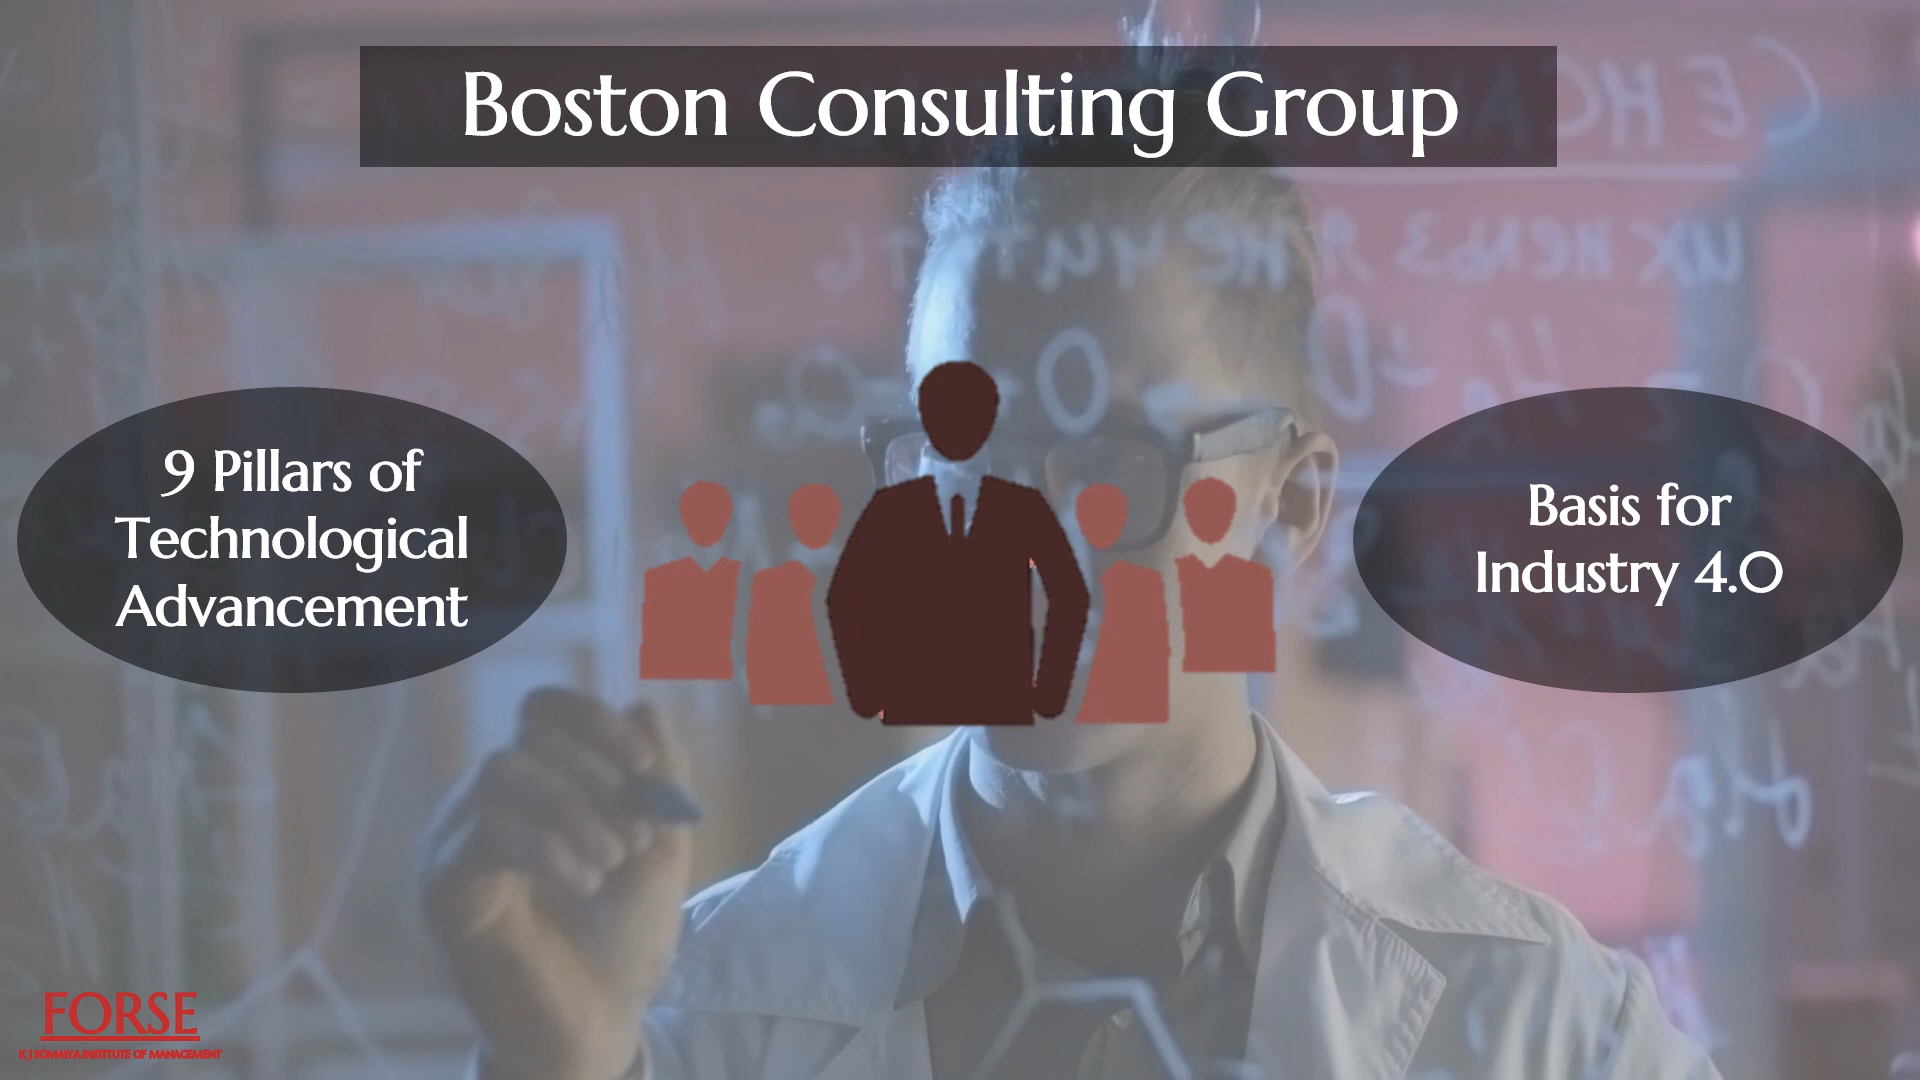 Boston Consulting Group
9 Pillars of
Technological
Advancement
Basis for
Industry 4.0
FORSE
K J SOMAIYA INSTITUTE OF MANAGEMENT